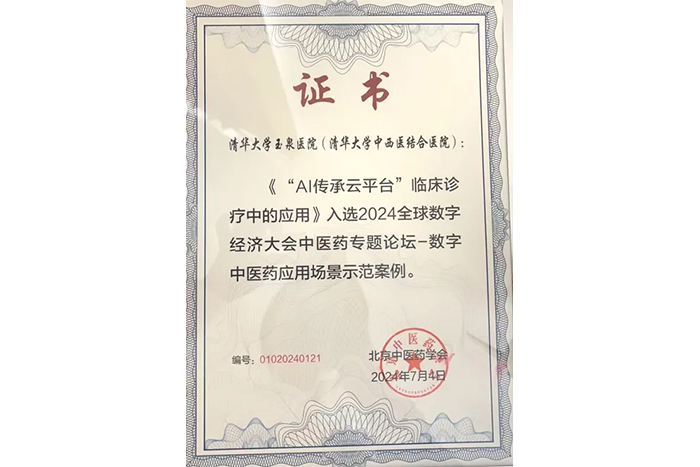 证书
清华大学玉泉医院（清华大学中西医结合医院）：
《“AI传承云平台”临床诊
疗中的应用》入选2024全球数字
经济大会中医药专题论坛-数字
中医药应用场景示范案例。
编号：01020240121
北京中医药学会
2024年7月4日